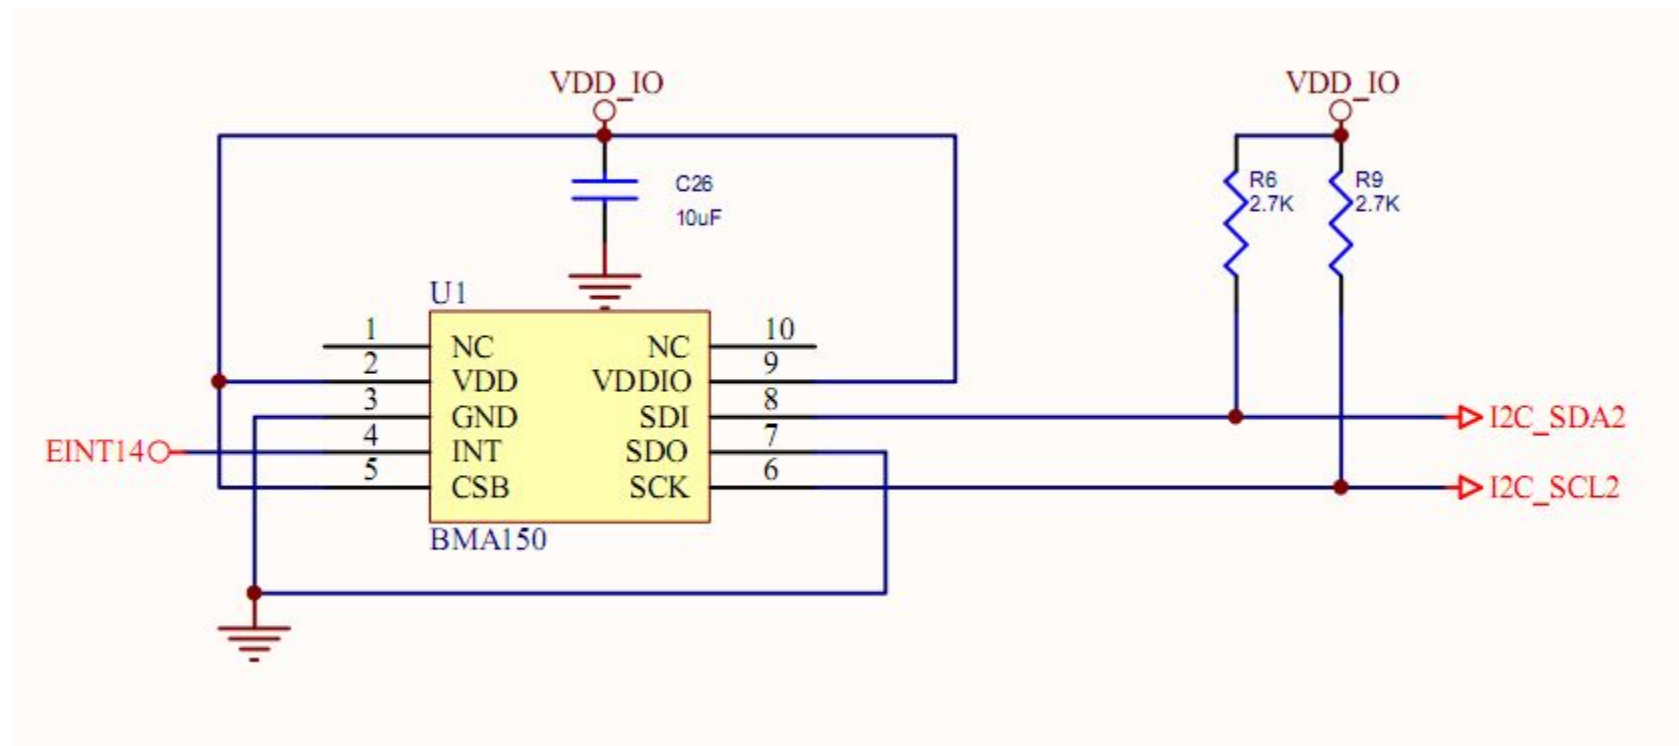 VDD_IO
VDD_IO
C26
10uF
R6
2.7K
R9
2.7K
U1
1 NC NC 10
2 VDD VDDIO 9
3 GND SDI 8
4 INT SDO 7
5 CSB SCK 6
EINT14
I2C_SDA2
I2C_SCL2
BMA150